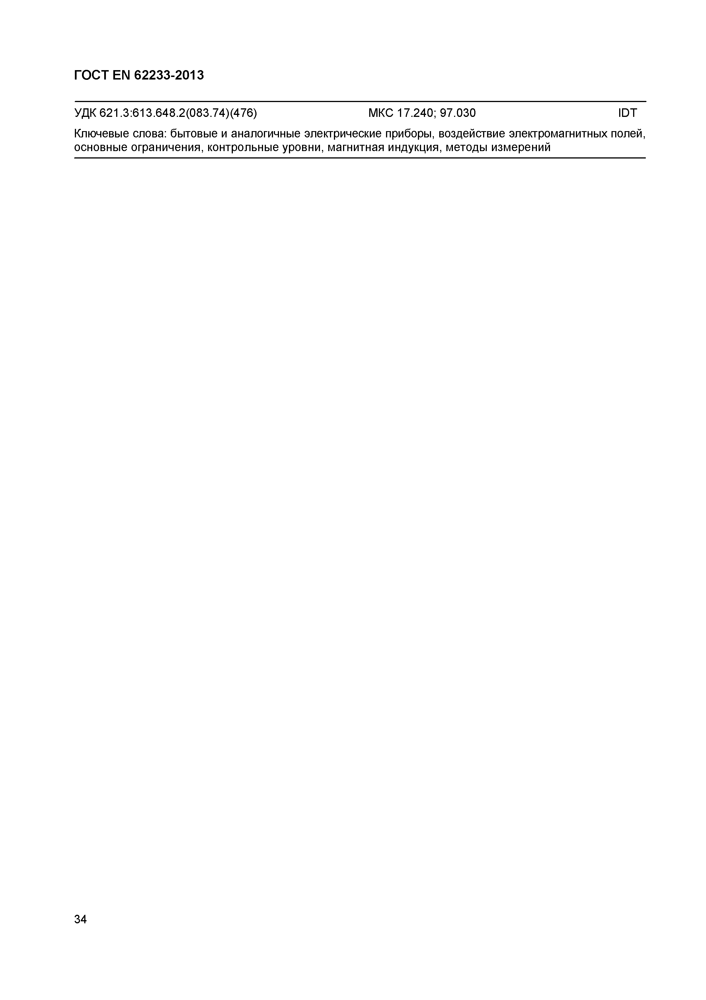 ГОСТ EN 62233-2013
УДК 621.3:613.648.2(083.74)(476) МКС 17.240; 97.030 IDT
Ключевые слова: бытовые и аналогичные электрические приборы, воздействие электромагнитных полей,
основные ограничения, контрольные уровни, магнитная индукция, методы измерений
34